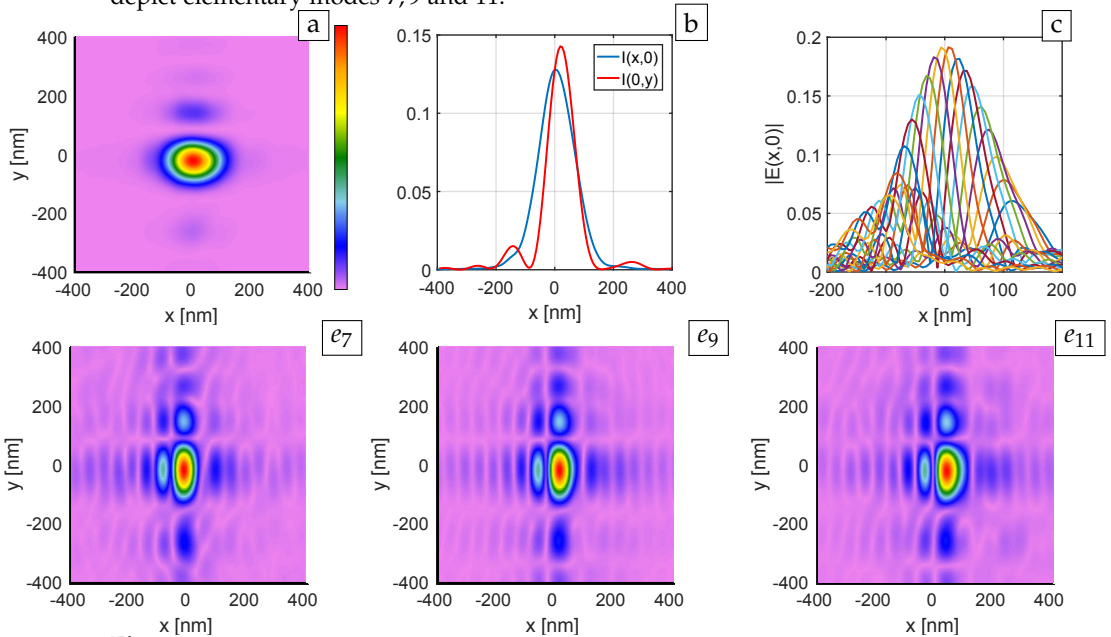 depict elementary modes 7, 9 and 11.
a
b
c
400
200
0
-200
-400
y [nm]
-400 -200 0 200 400
x [nm]
0.15
0.1
0.05
0
I(x,0)
I(0,y)
-400 -200 0 200 400
x [nm]
0.2
0.15
0.1
0.05
0
|E(x,0)|
-200 -100 0 100 200
x [nm]
e7
400
200
0
-200
-400
y [nm]
-400 -200 0 200 400
x [nm]
e9
400
200
0
-200
-400
y [nm]
-400 -200 0 200 400
x [nm]
e11
400
200
0
-200
-400
y [nm]
-400 -200 0 200 400
x [nm]